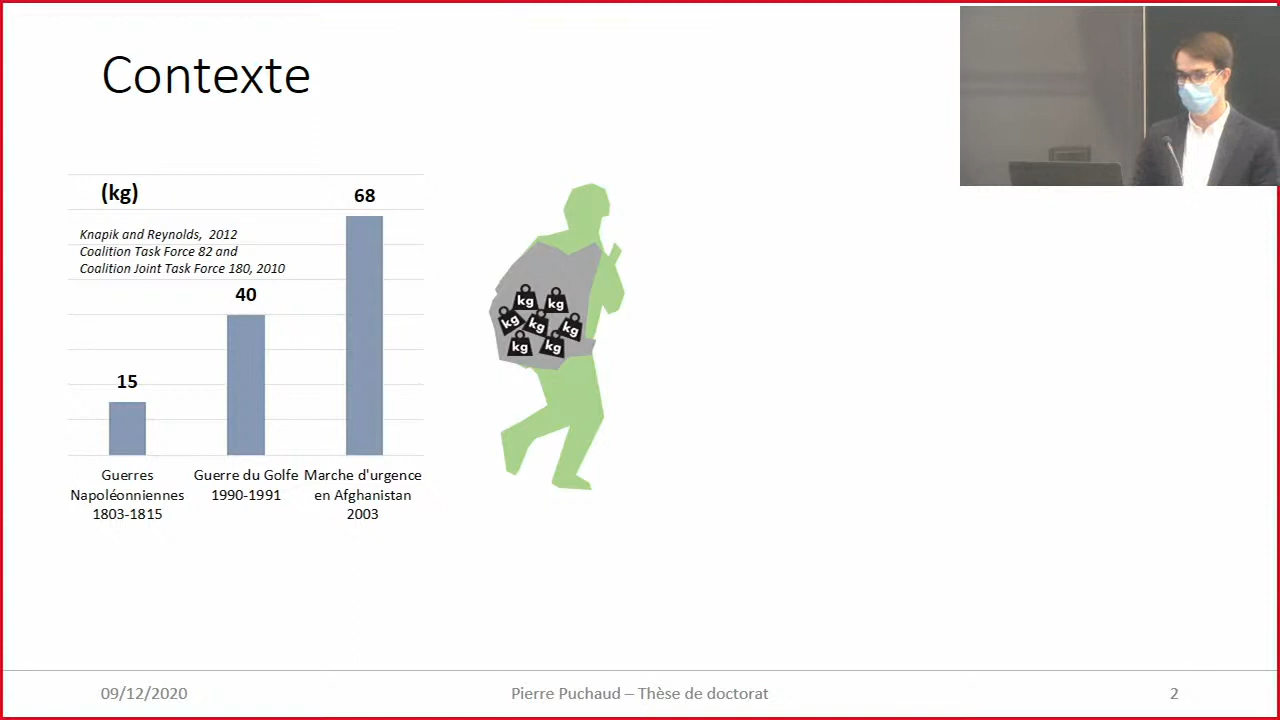 Contexte
(kg)
Knapik and Reynolds, 2012
Coalition Task Force 82 and
Coalition Joint Task Force 180, 2010
68
40
15
Guerres
Napoléonniennes
1803-1815
Guerre du Golfe
1990-1991
Marche d'urgence
en Afghanistan
2003
kg
kg
kg
kg
kg
kg
kg
09/12/2020
Pierre Puchaud – Thèse de doctorat
2